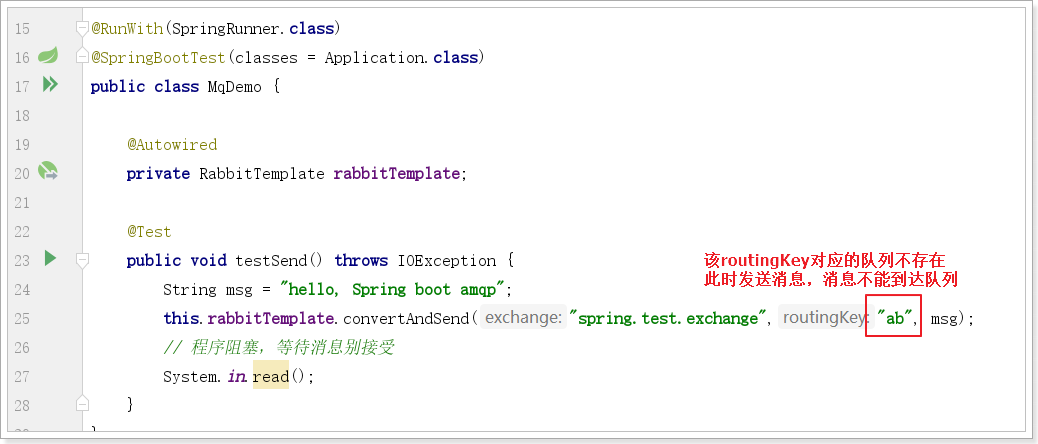 15 @RunWith(SpringRunner.class)
16 @SpringBootTest(classes = Application.class)
17 public class MqDemo {
18
19 @Autowired
20 private RabbitTemplate rabbitTemplate;
21
22 @Test
23 public void testSend() throws IOException {
该routingKey对应的队列不存在
此时发送消息，消息不能到达队列
24 String msg = "hello, Spring boot amqp";
25 this.rabbitTemplate.convertAndSend( exchange: "spring.test.exchange", routingKey: "ab", msg);
26 // 程序阻塞，等待消息别接受
27 System.in.read();
28 }